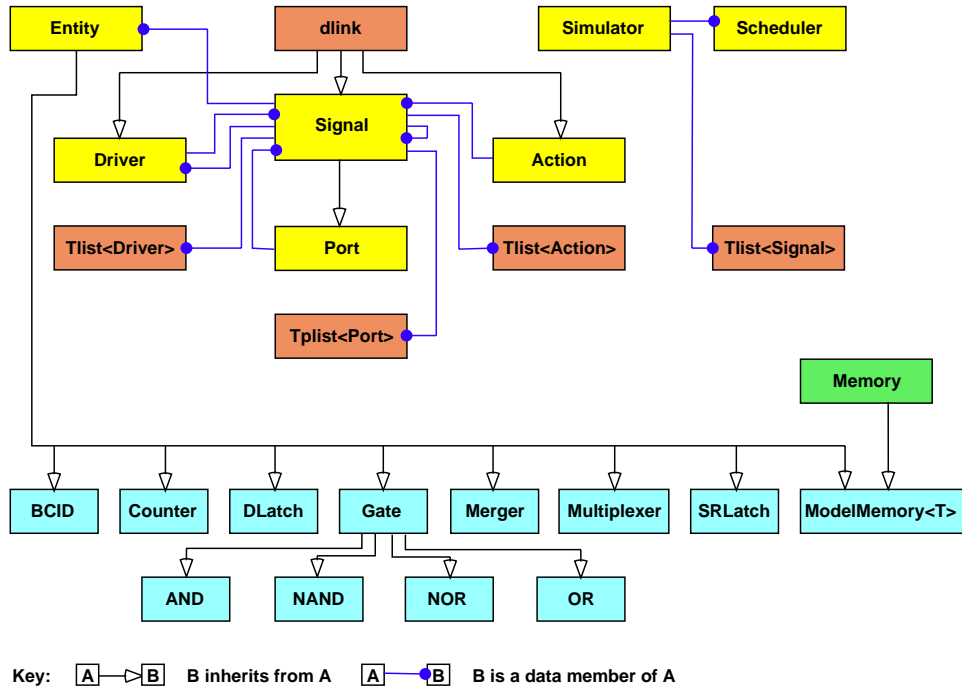 Entity dlink Simulator Scheduler
Signal
Driver Action
Tlist<Driver> Port Tlist<Action> Tlist<Signal>
Tplist<Port>
Memory
BCID Counter DLatch Gate Merger Multiplexer SRLatch ModelMemory<T>
AND NAND NOR OR
Key: A B B inherits from A A B B is a data member of A